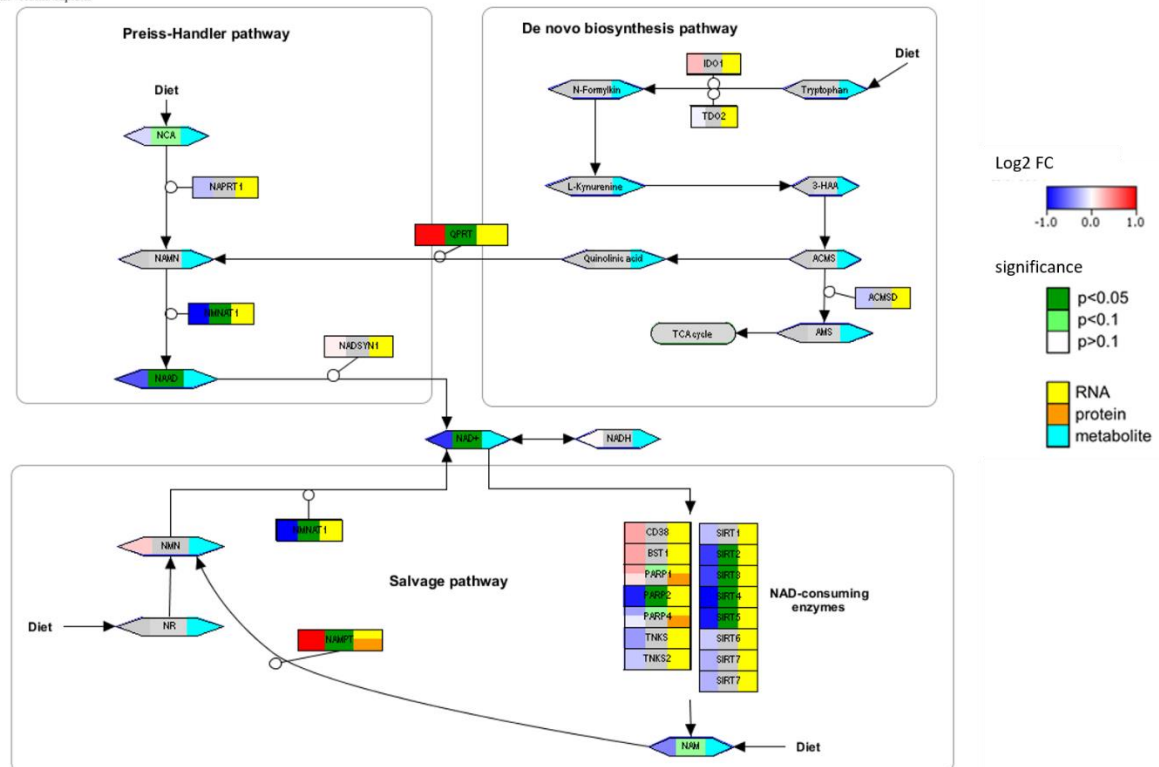 Preiss-Handler pathway
De novo biosynthesis pathway
Diet
Diet
IDO1
N-Formylkin
Tryptophan
TDO2
NCA
NAPRT1
L-Kynurenine
3-HAA
Log2 FC
-1.0 0.0 1.0
QPRT
NAMN
Quinolinic acid
ACMS
significance
p<0.05
p<0.1
p>0.1
ACMSD
NMNAT1
NADSYN1
TCA cycle
AMS
NAAD
RNA
protein
metabolite
NAD+
NADH
NMNAT1
NMN
Salvage pathway
CD38
BST1
PARP1
PARP2
PARP4
TNKS
TNKS2
SIRT1
SIRT2
SIRT3
SIRT4
SIRT5
SIRT6
SIRT7
SIRT7
NAD-consuming
enzymes
Diet
NR
NAMPT
NAM
Diet